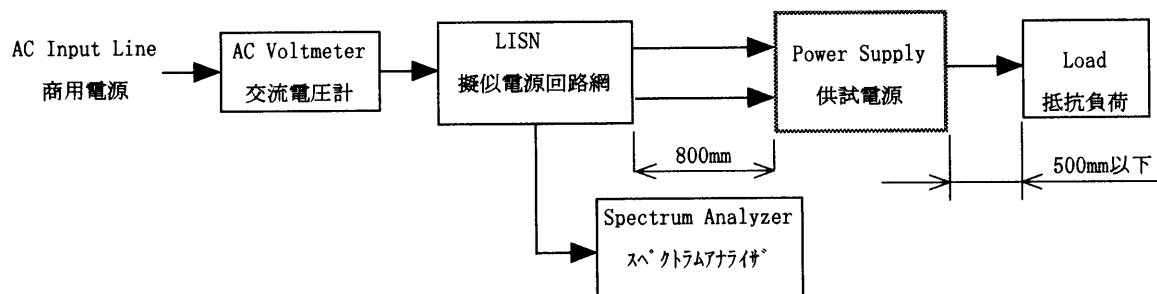 AC Input Line
商用電源
AC Voltmeter
交流電圧計
LISN
擬似電源回路網
Power Supply
供試電源
Load
抵抗負荷
800mm
500mm以下
Spectrum Analyzer
ｽﾍﾟｸﾄﾗﾑｱﾅﾗｲｻﾞ